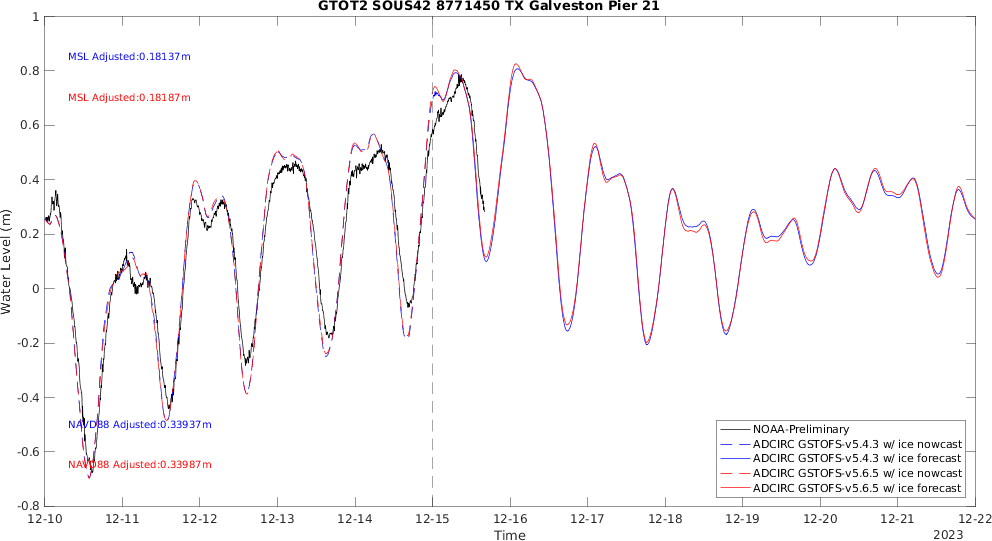 GTOT2 SOUS42 8771450 TX Galveston Pier 21
1
0.8
0.6
0.4
0.2
0
-0.2
-0.4
-0.6
-0.8
Water Level (m)
MSL Adjusted:0.18137m
MSL Adjusted:0.18187m
NAVD88 Adjusted:0.33937m
NAVD88 Adjusted:0.33987m
NOAA-Preliminary
ADCIRC GSTOFS-v5.4.3 w/ ice nowcast
ADCIRC GSTOFS-v5.4.3 w/ ice forecast
ADCIRC GSTOFS-v5.6.5 w/ ice nowcast
ADCIRC GSTOFS-v5.6.5 w/ ice forecast
12-10 12-11 12-12 12-13 12-14 12-15 12-16 12-17 12-18 12-19 12-20 12-21 12-22
Time
2023